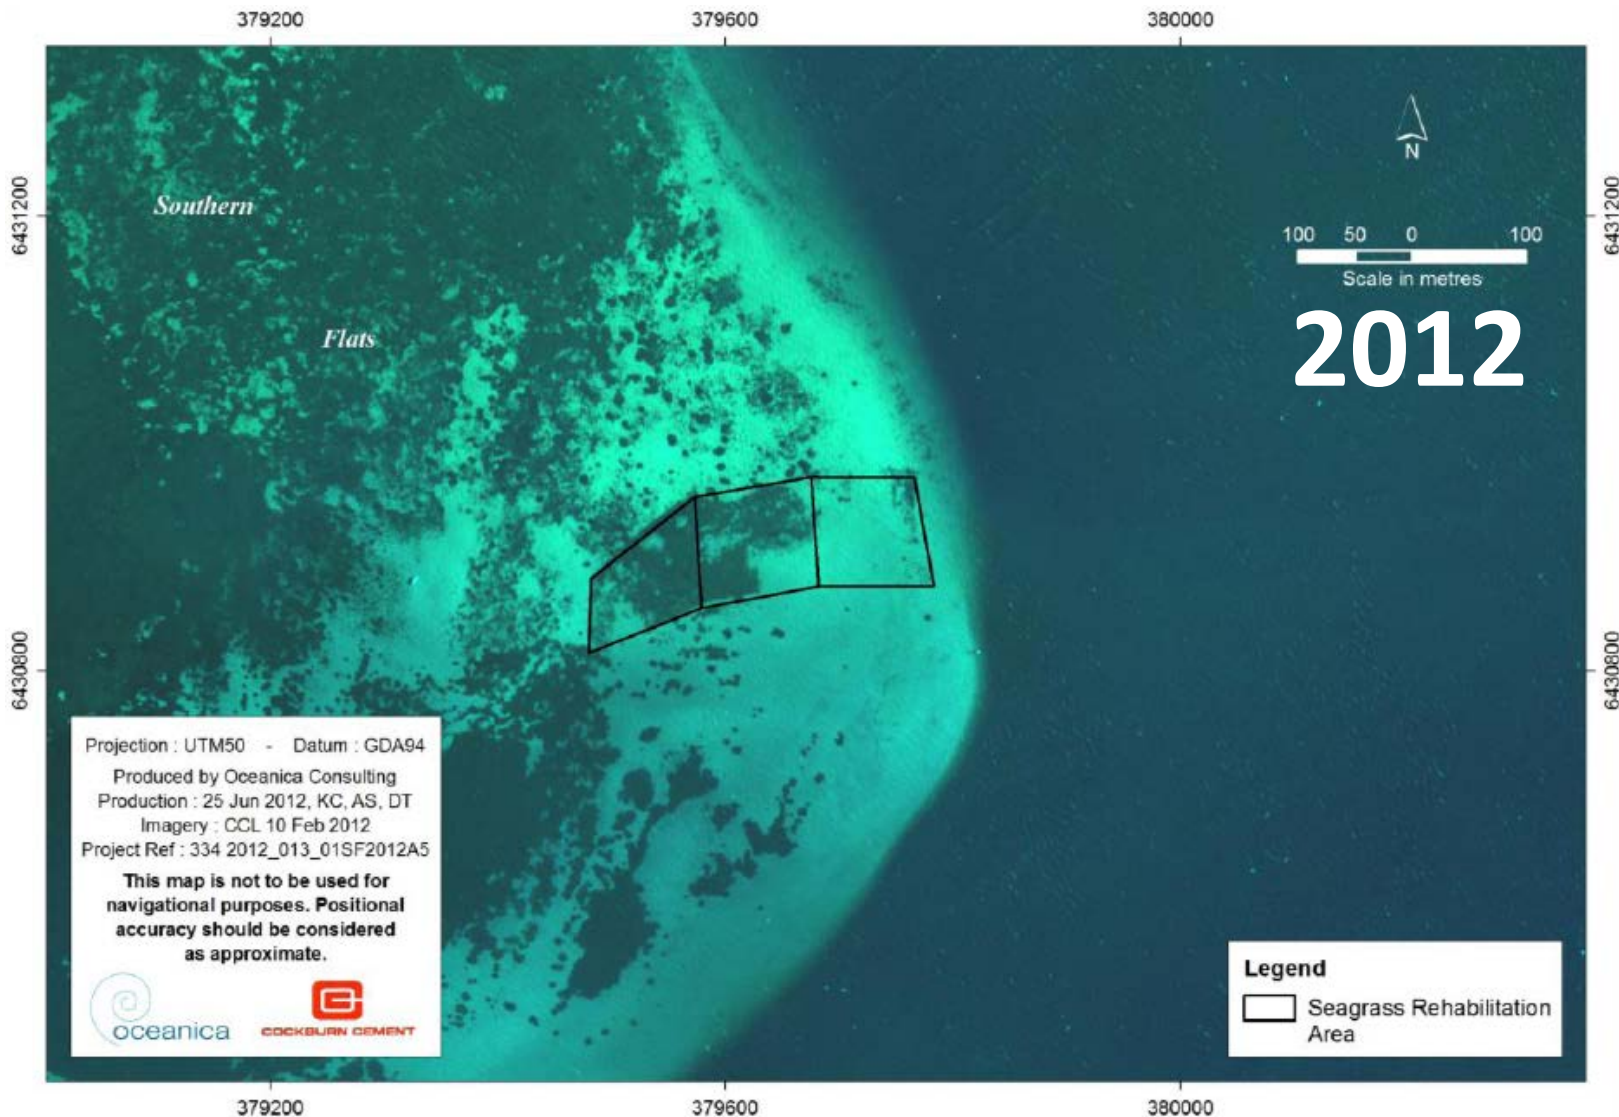 379200 379600 380000
N
6431200 6431200
Southern
100 50 0 100
Scale in metres
2012
Flats
6430800 6430800
Projection : UTM50 - Datum : GDA94
Produced by Oceanica Consulting
Production : 25 Jun 2012, KC, AS, DT
Imagery : CCL 10 Feb 2012
Project Ref : 334 2012_013_01SF2012A5
This map is not to be used for
navigational purposes. Positional
accuracy should be considered
as approximate.
oceanica
COCKBURN CEMENT
Legend
Seagrass Rehabilitation
Area
379200 379600 380000